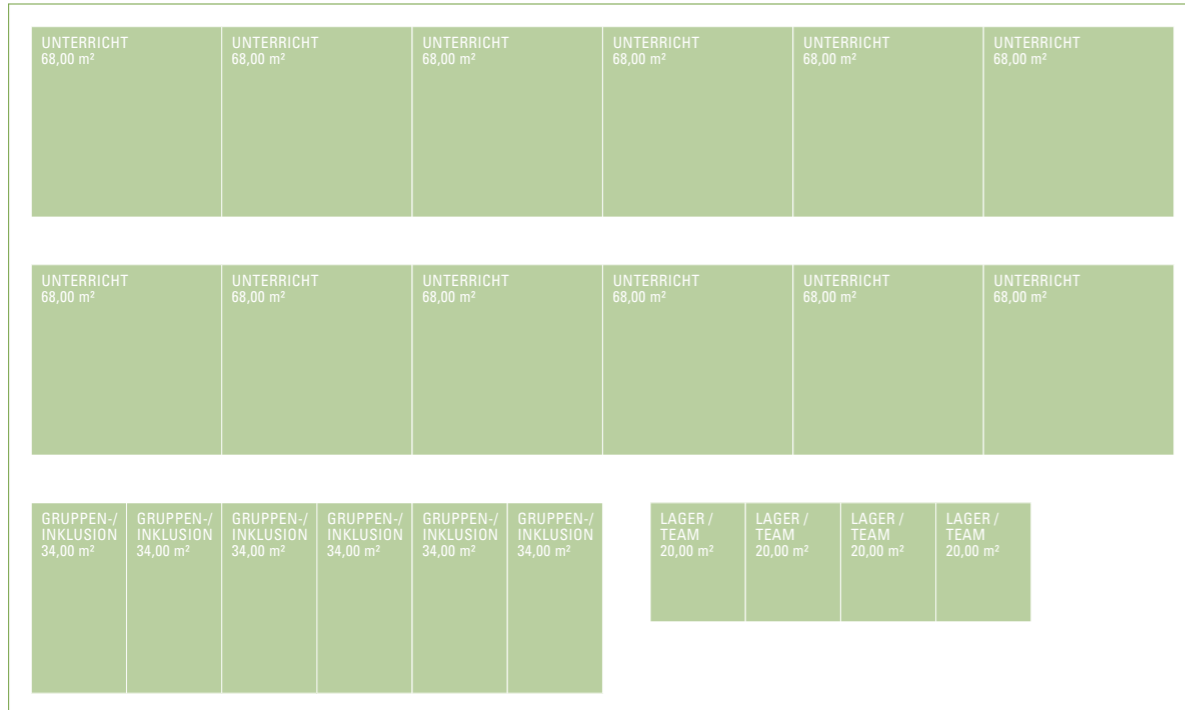 UNTERRICHT
68,00 m²
UNTERRICHT
68,00 m²
UNTERRICHT
68,00 m²
UNTERRICHT
68,00 m²
UNTERRICHT
68,00 m²
UNTERRICHT
68,00 m²
UNTERRICHT
68,00 m²
UNTERRICHT
68,00 m²
UNTERRICHT
68,00 m²
UNTERRICHT
68,00 m²
UNTERRICHT
68,00 m²
UNTERRICHT
68,00 m²
GRUPPEN-/
INKLUSION
34,00 m²
GRUPPEN-/
INKLUSION
34,00 m²
GRUPPEN-/
INKLUSION
34,00 m²
GRUPPEN-/
INKLUSION
34,00 m²
GRUPPEN-/
INKLUSION
34,00 m²
GRUPPEN-/
INKLUSION
34,00 m²
LAGER /
TEAM
20,00 m²
LAGER /
TEAM
20,00 m²
LAGER /
TEAM
20,00 m²
LAGER /
TEAM
20,00 m²